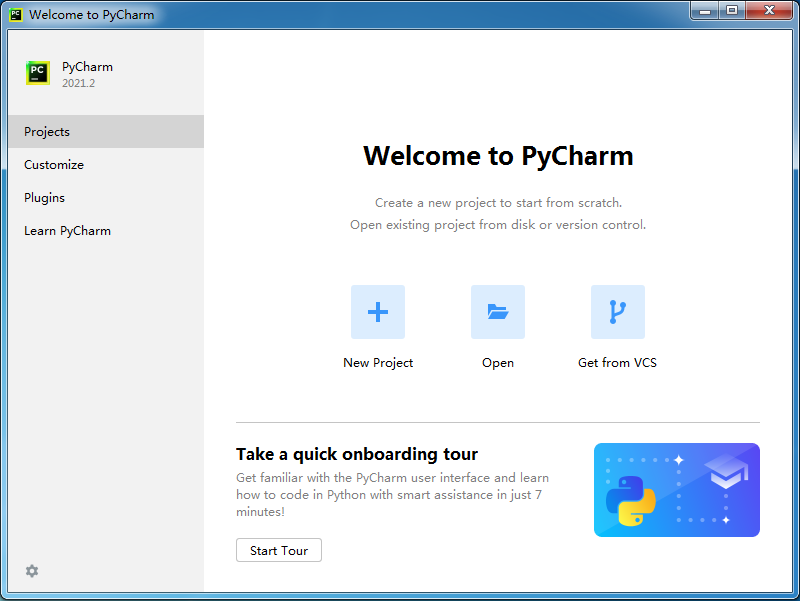 Welcome to PyCharm
PyCharm
2021.2
Projects
Customize
Plugins
Learn PyCharm
Welcome to PyCharm
Create a new project to start from scratch.
Open existing project from disk or version control.
New Project
Open
Get from VCS
Take a quick onboarding tour
Get familiar with the PyCharm user interface and learn
how to code in Python with smart assistance in just 7
minutes!
Start Tour